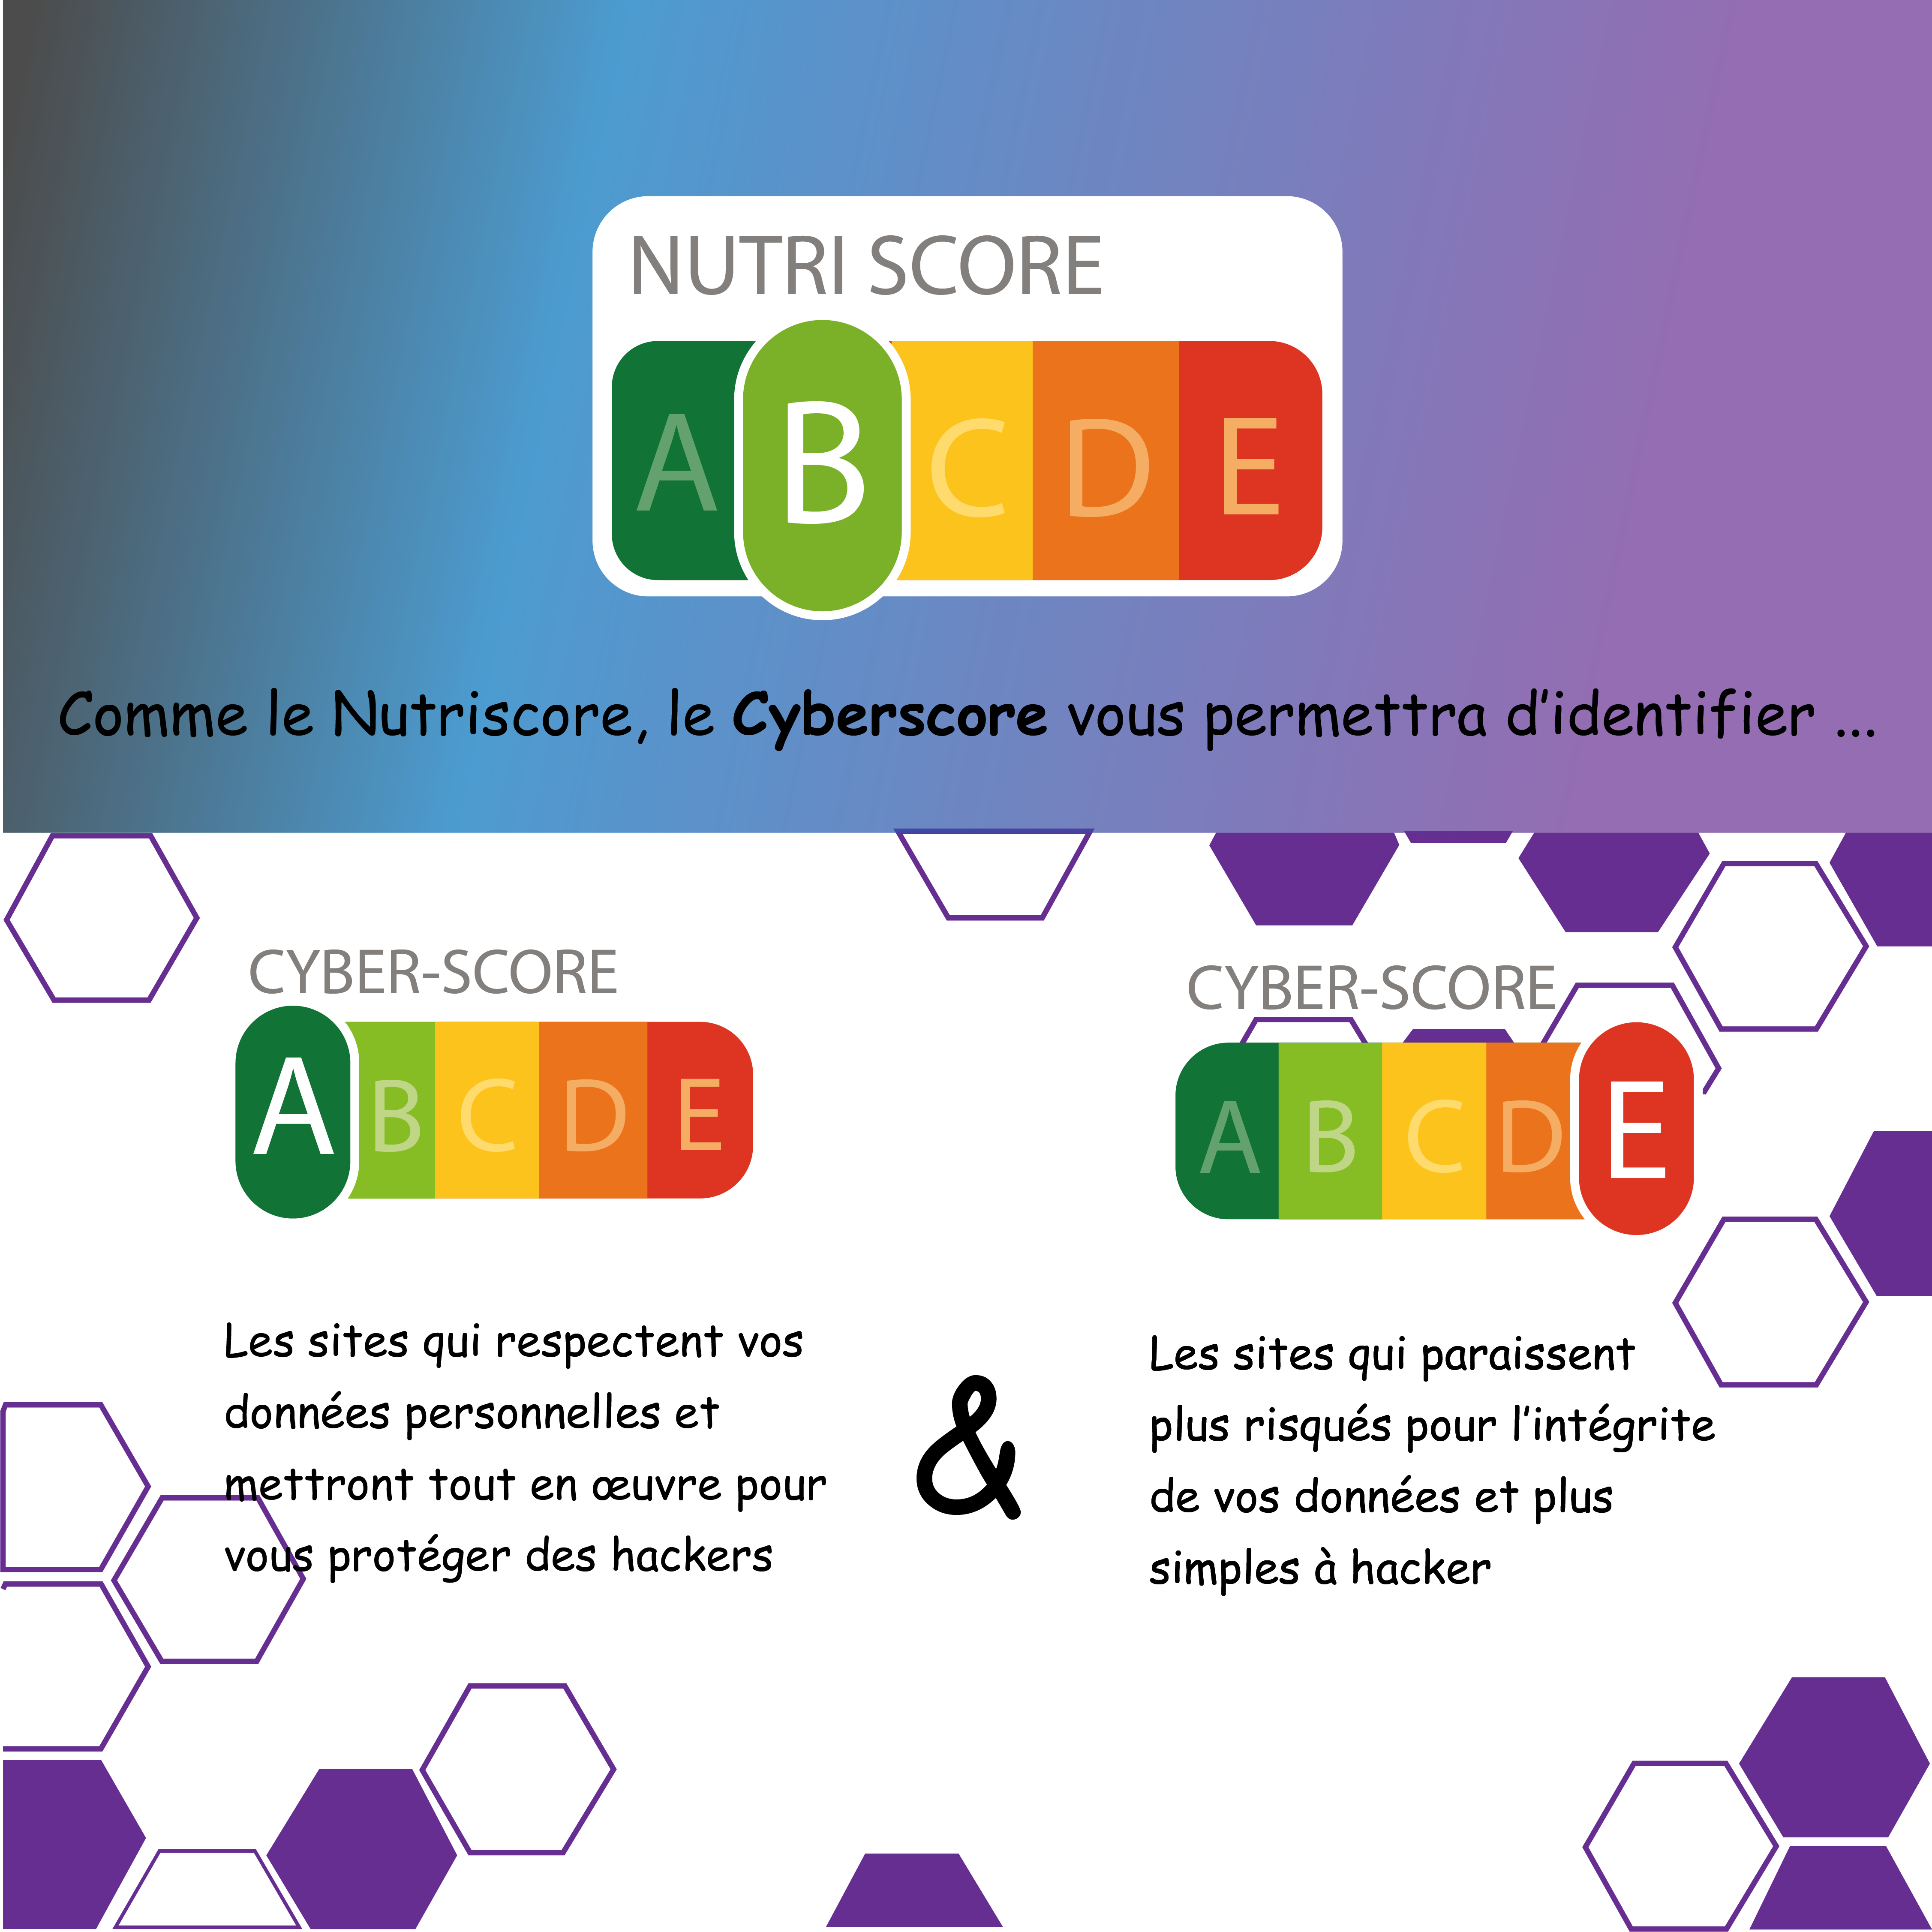 NUTRI SCORE
A B C D E
Comme le Nutriscore, le Cyberscore vous permettra d'identifier ...
CYBER-SCORE
A B C D E
Les sites qui respectent vos
données personnelles et
mettront tout en œuvre pour
vous protéger des hackers
&
CYBER-SCORE
A B C D E
Les sites qui paraissent
plus risqués pour l'intégrite
de vos données et plus
simples à hacker